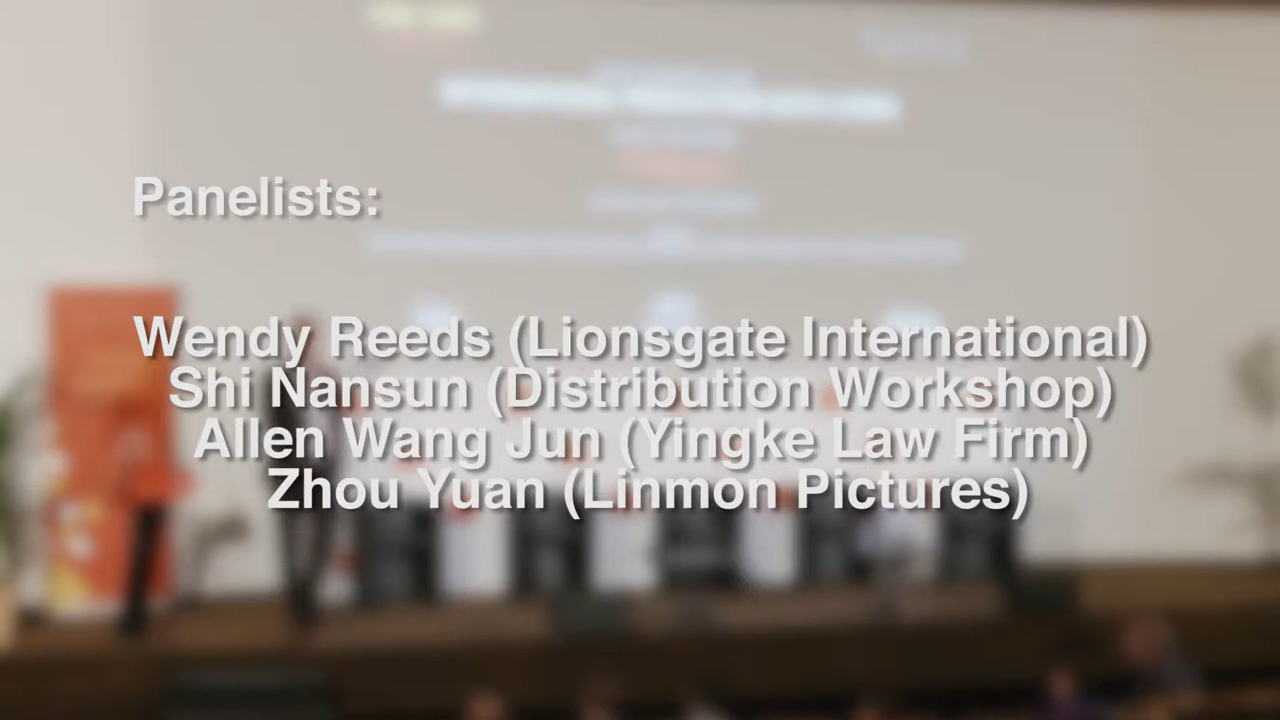 Panelists:
Wendy Reeds (Lionsgate International)
Shi Nansun (Distribution Workshop)
Allen Wang Jun (Yingke Law Firm)
Zhou Yuan (Linmon Pictures)